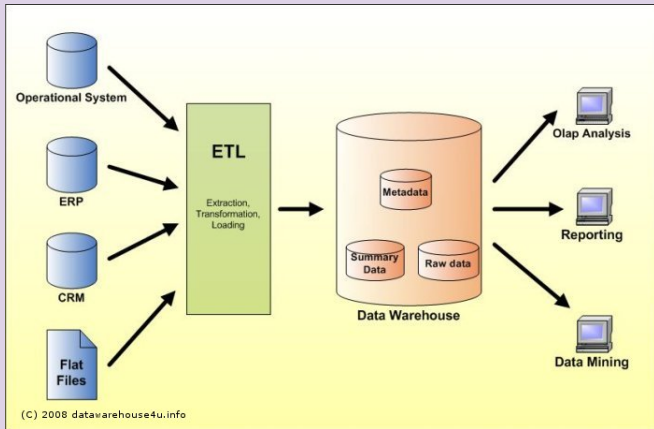 Operational System
ERP
CRM
Flat
Files
ETL
Extraction,
Transformation,
Loading
Metadata
Summary
Data
Raw data
Data Warehouse
Olap Analysis
Reporting
Data Mining
(C) 2008 datawarehouse4u.info